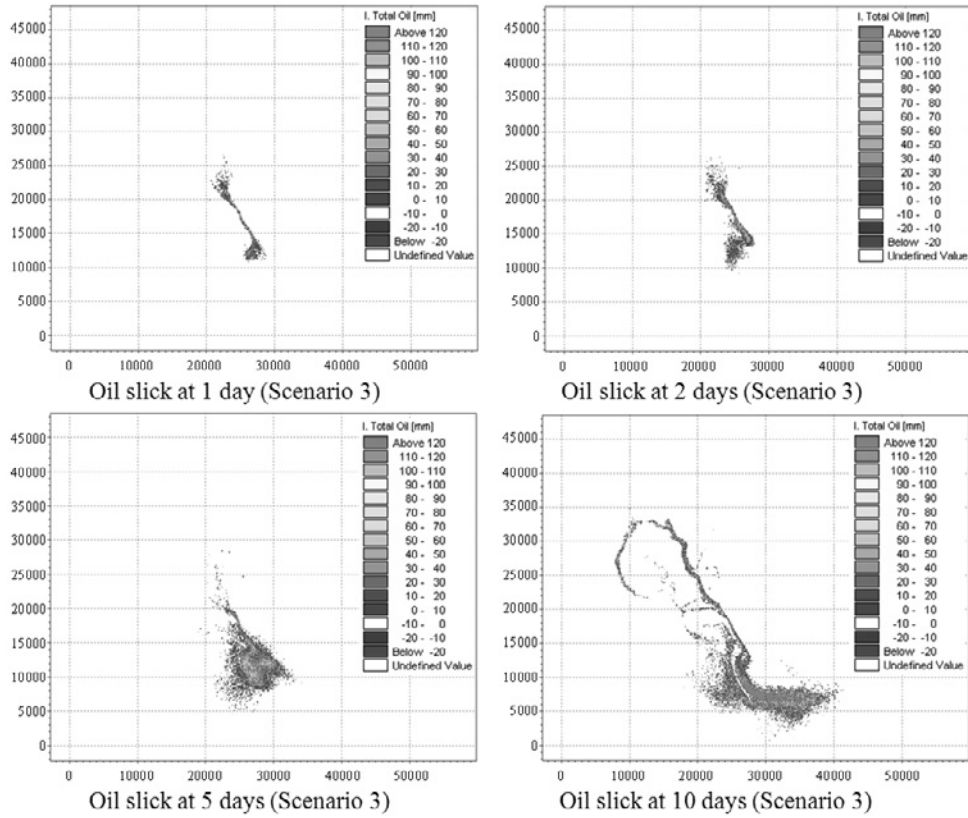 I. Total Oil [mm]
Above 120
110 - 120
100 - 110
90 - 100
80 - 90
70 - 80
60 - 70
50 - 60
40 - 50
30 - 40
20 - 30
10 - 20
0 - 10
-10 - 0
-20 - -10
Below -20
Undefined Value
45000
40000
35000
30000
25000
20000
15000
10000
5000
0
0 10000 20000 30000 40000 50000
Oil slick at 1 day (Scenario 3)
I. Total Oil [mm]
Above 120
110 - 120
100 - 110
90 - 100
80 - 90
70 - 80
60 - 70
50 - 60
40 - 50
30 - 40
20 - 30
10 - 20
0 - 10
-10 - 0
-20 - -10
Below -20
Undefined Value
45000
40000
35000
30000
25000
20000
15000
10000
5000
0
0 10000 20000 30000 40000 50000
Oil slick at 2 days (Scenario 3)
I. Total Oil [mm]
Above 120
110 - 120
100 - 110
90 - 100
80 - 90
70 - 80
60 - 70
50 - 60
40 - 50
30 - 40
20 - 30
10 - 20
0 - 10
-10 - 0
-20 - -10
Below -20
Undefined Value
45000
40000
35000
30000
25000
20000
15000
10000
5000
0
0 10000 20000 30000 40000 50000
Oil slick at 5 days (Scenario 3)
I. Total Oil [mm]
Above 120
110 - 120
100 - 110
90 - 100
80 - 90
70 - 80
60 - 70
50 - 60
40 - 50
30 - 40
20 - 30
10 - 20
0 - 10
-10 - 0
-20 - -10
Below -20
Undefined Value
45000
40000
35000
30000
25000
20000
15000
10000
5000
0
0 10000 20000 30000 40000 50000
Oil slick at 10 days (Scenario 3)